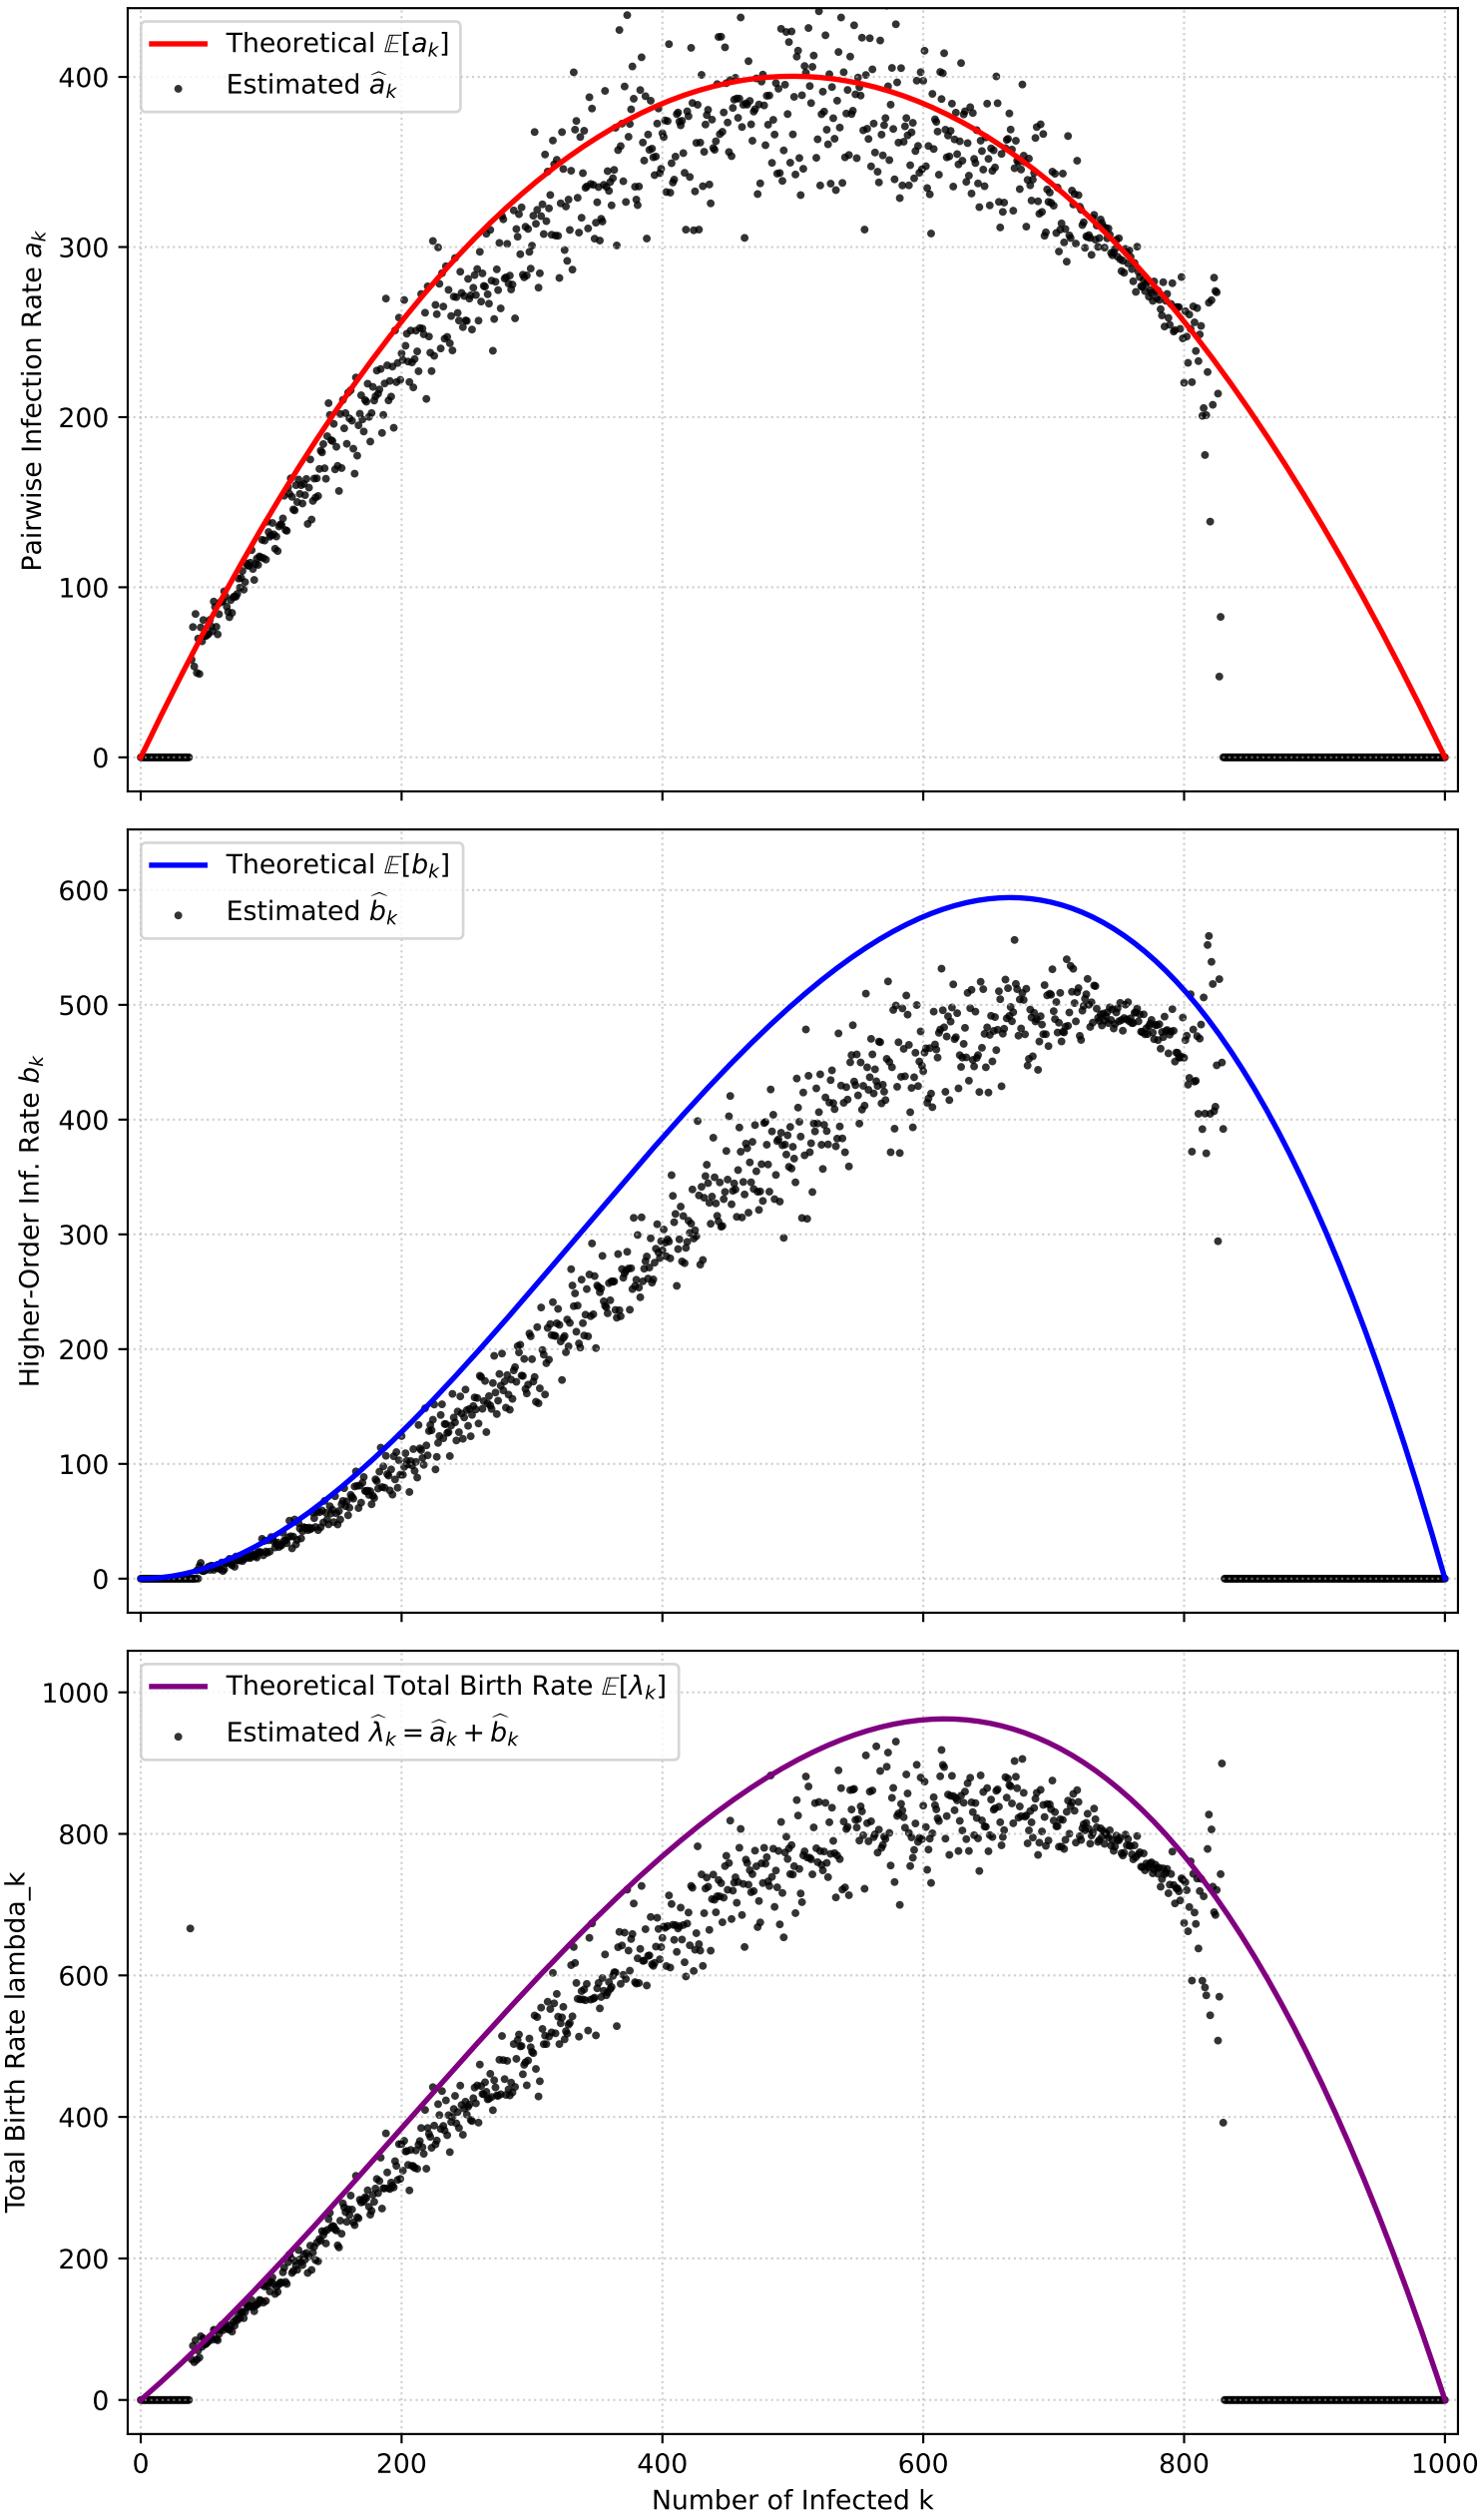 Theoretical 𝔼[a_k]
Estimated â_k
400
300
200
100
0
Pairwise Infection Rate a_k
Theoretical 𝔼[b_k]
Estimated b̂_k
600
500
400
300
200
100
0
Higher-Order Inf. Rate b_k
Theoretical Total Birth Rate 𝔼[λ_k]
Estimated λ̂_k = â_k + b̂_k
1000
800
600
400
200
0
Total Birth Rate lambda_k
0 200 400 600 800 1000
Number of Infected k